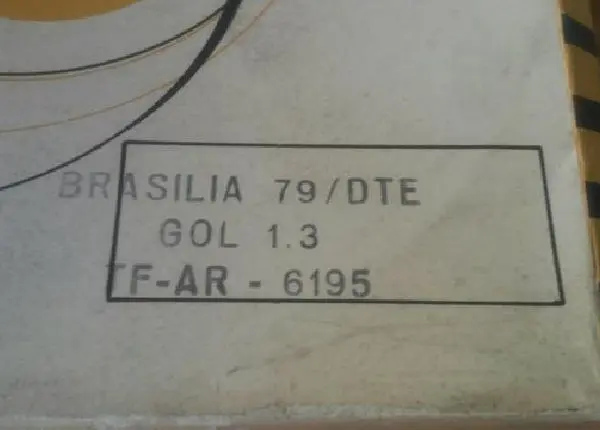 BRASILIA 79/DTE
GOL 1.3
TF-AR - 6195